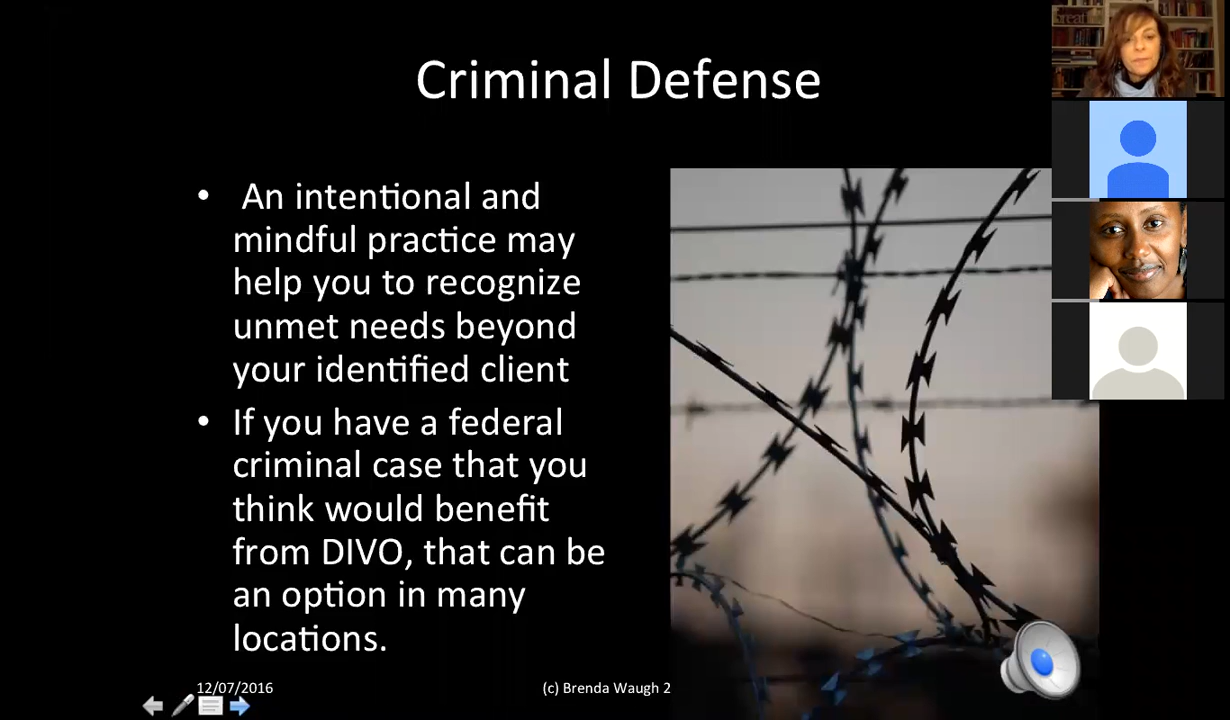 Criminal Defense
• An intentional and
mindful practice may
help you to recognize
unmet needs beyond
your identified client
• If you have a federal
criminal case that you
think would benefit
from DIVO, that can be
an option in many
locations.
12/07/2016
(c) Brenda Waugh 2